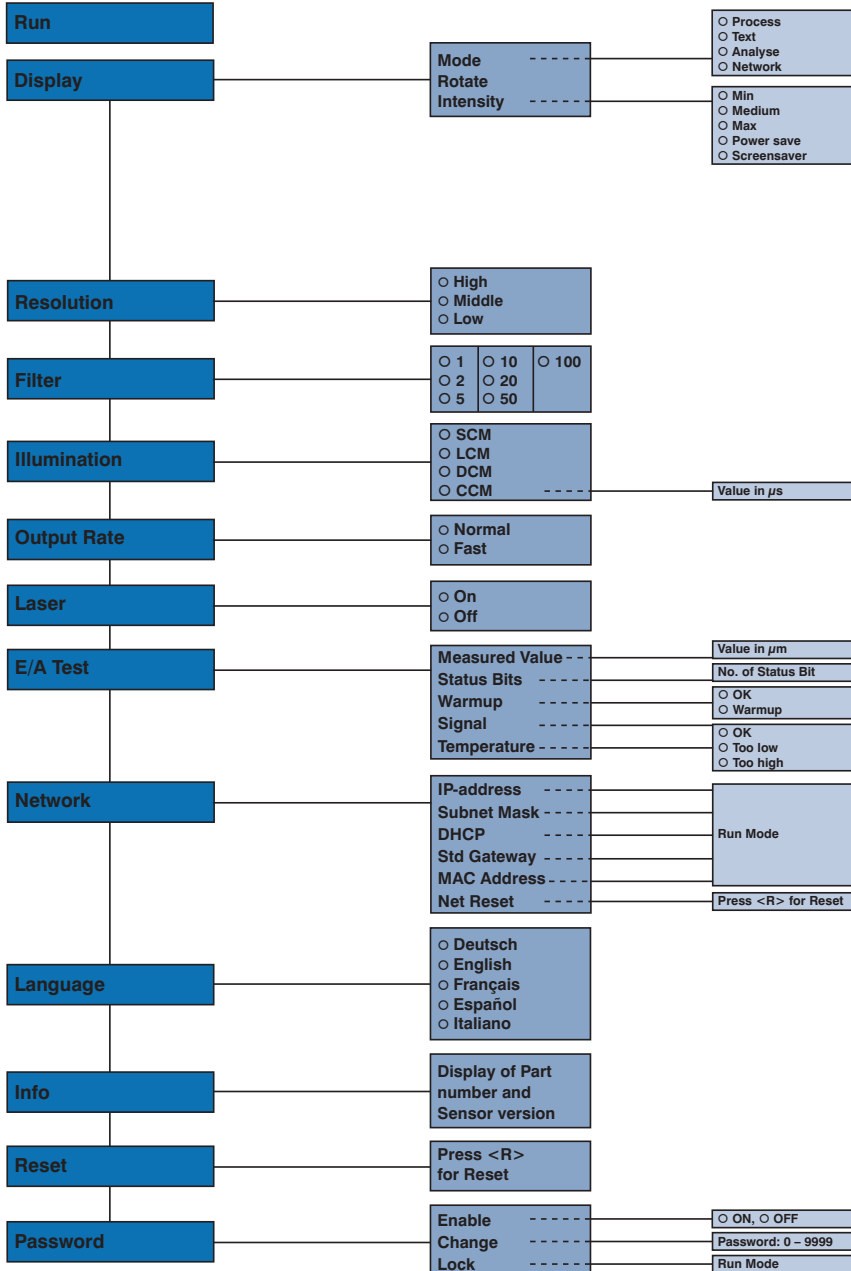 Run
Display
Mode
Rotate
Intensity
○ Process
○ Text
○ Analyse
○ Network
○ Min
○ Medium
○ Max
○ Power save
○ Screensaver
Resolution
○ High
○ Middle
○ Low
Filter
○ 1 ○ 10 ○ 100
○ 2 ○ 20
○ 5 ○ 50
Illumination
○ SCM
○ LCM
○ DCM
○ CCM
Value in µs
Output Rate
○ Normal
○ Fast
Laser
○ On
○ Off
E/A Test
Measured Value
Status Bits
Warmup
Signal
Temperature
Value in µm
No. of Status Bit
○ OK
○ Warmup
○ OK
○ Too low
○ Too high
Network
IP-address
Subnet Mask
DHCP
Std Gateway
MAC Address
Net Reset
Run Mode
Press <R> for Reset
Language
○ Deutsch
○ English
○ Français
○ Español
○ Italiano
Info
Display of Part
number and
Sensor version
Reset
Press <R>
for Reset
Password
Enable
Change
Lock
○ ON, ○ OFF
Password: 0 – 9999
Run Mode